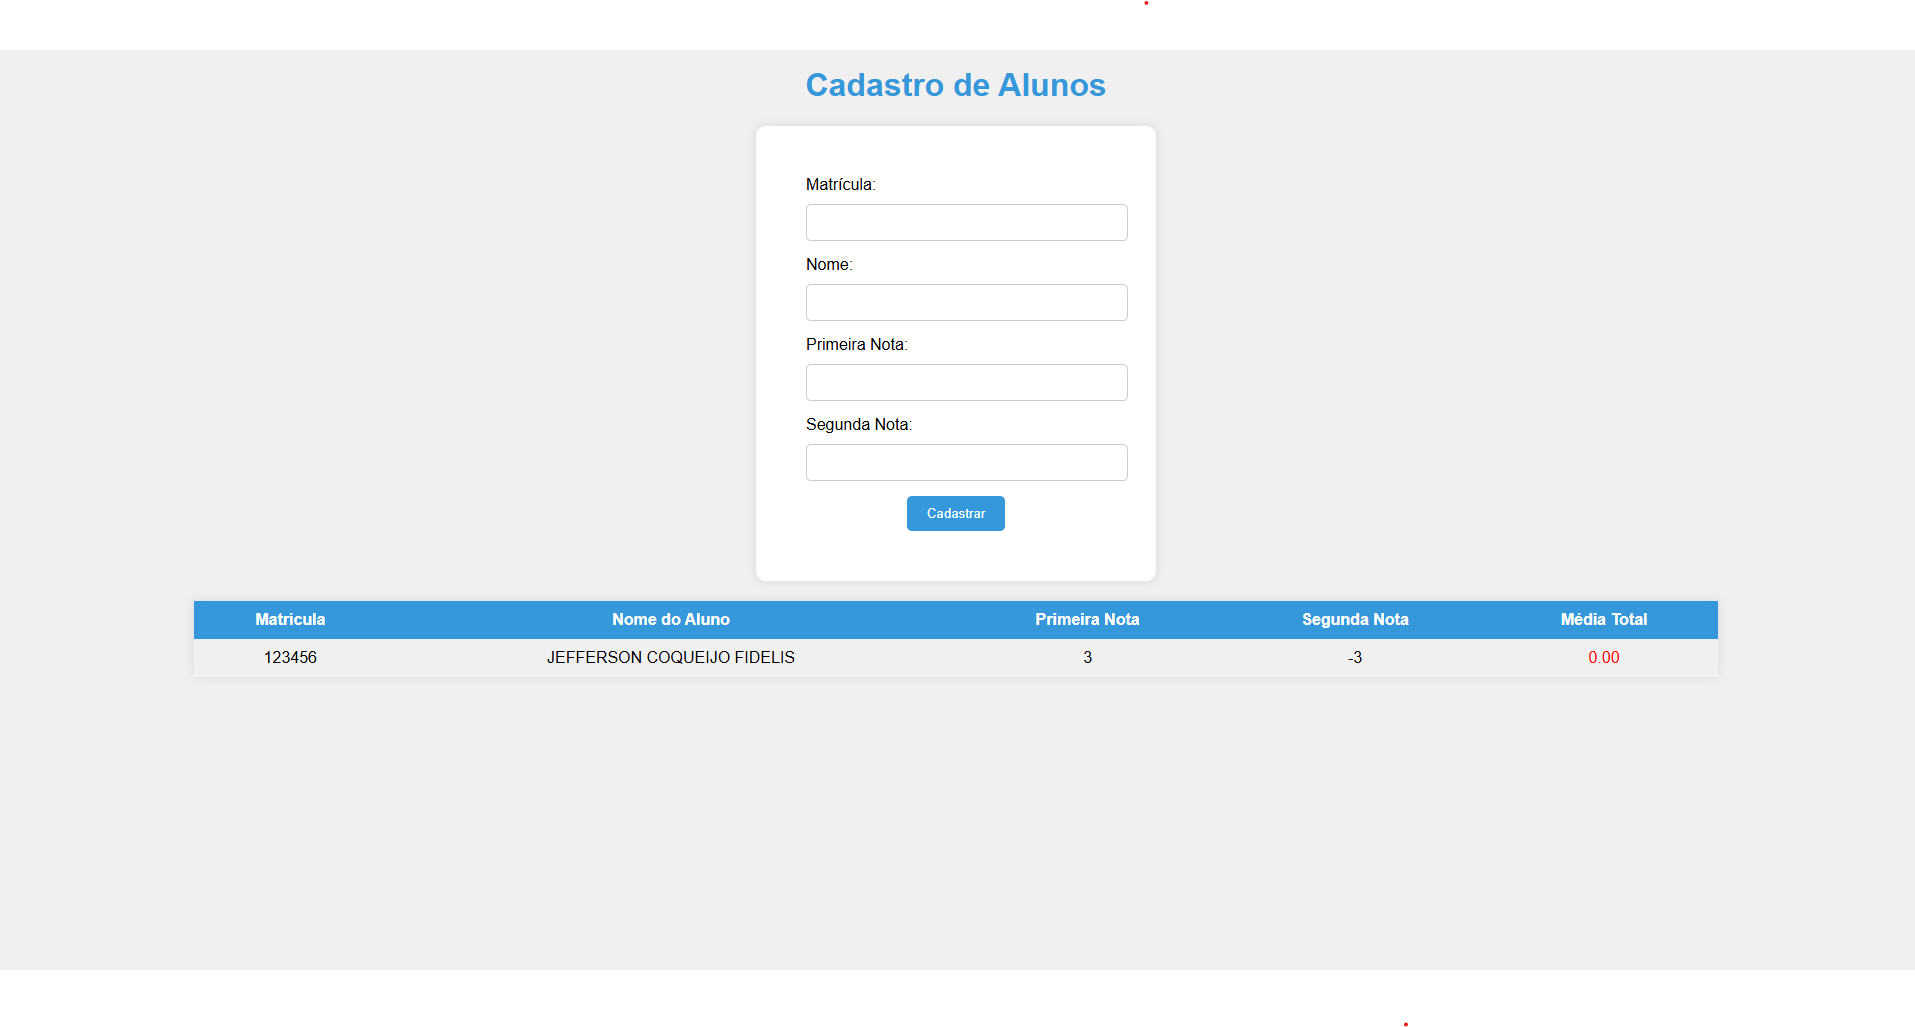 Cadastro de Alunos
Matrícula:
Nome:
Primeira Nota:
Segunda Nota:
Cadastrar
Matrícula Nome do Aluno Primeira Nota Segunda Nota Média Total
123456 JEFFERSON COQUEIJO FIDELIS 3 -3 0.00